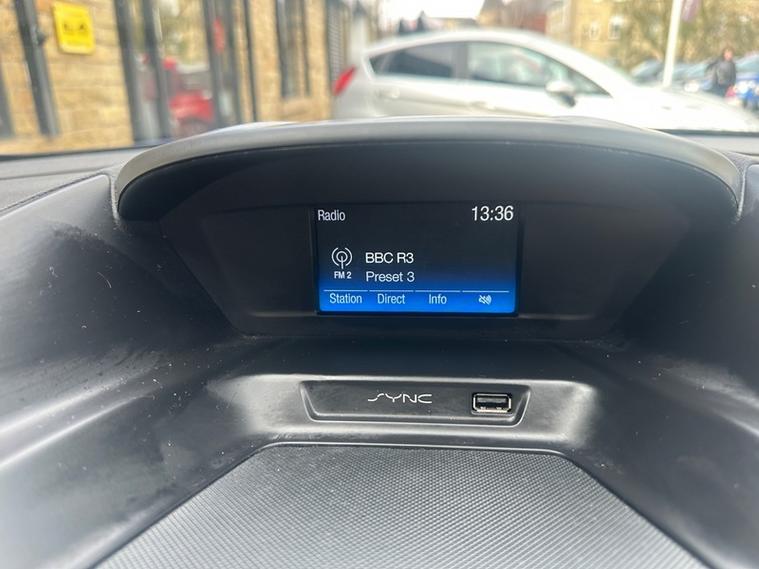 Radio 13:36
BBC R3
FM 2 Preset 3
Station Direct Info
SYNC